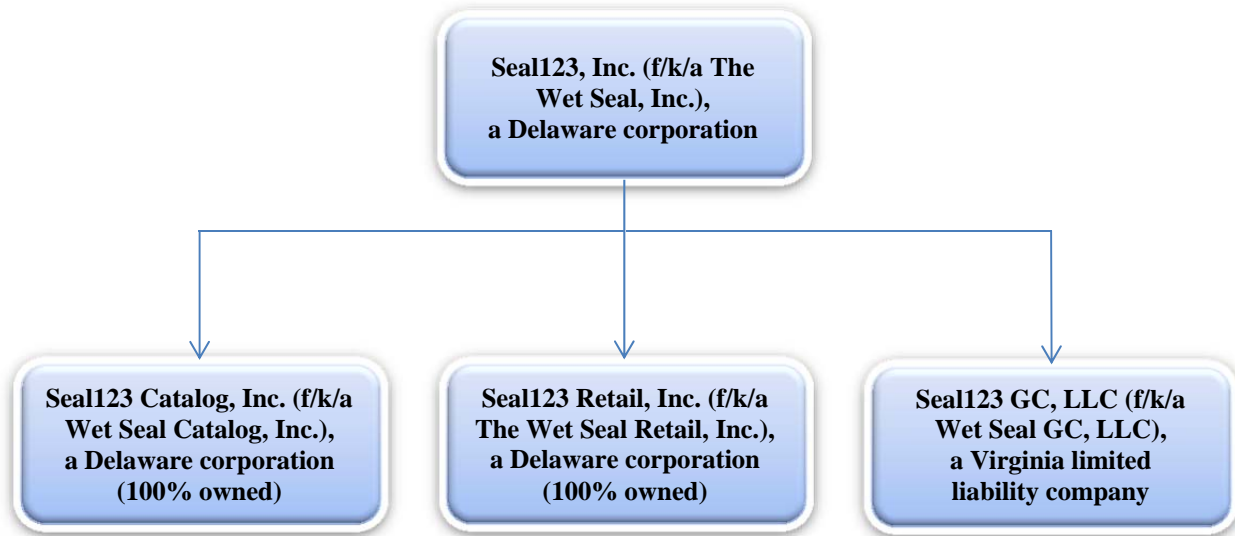 Seal123, Inc. (f/k/a The
Wet Seal, Inc.),
a Delaware corporation
Seal123 Catalog, Inc. (f/k/a
Wet Seal Catalog, Inc.),
a Delaware corporation
(100% owned)
Seal123 Retail, Inc. (f/k/a
The Wet Seal Retail, Inc.),
a Delaware corporation
(100% owned)
Seal123 GC, LLC (f/k/a
Wet Seal GC, LLC),
a Virginia limited
liability company